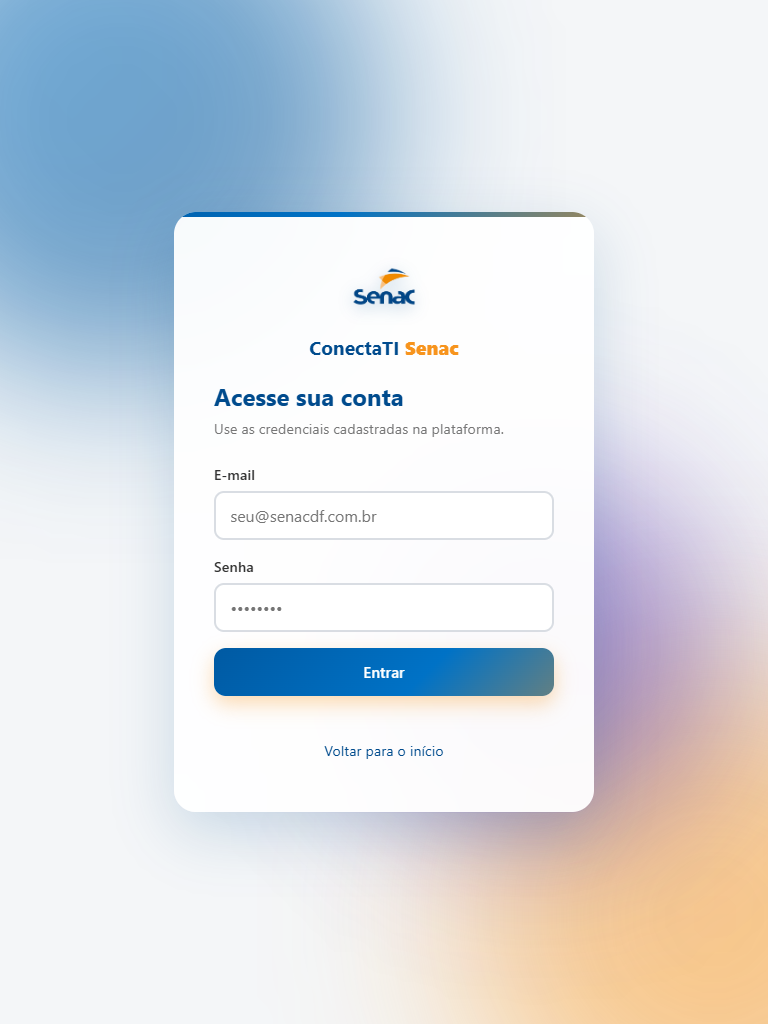 Senac
ConectaTI Senac
Acesse sua conta
Use as credenciais cadastradas na plataforma.
E-mail
seu@senacdf.com.br
Senha
••••••••
Entrar
Voltar para o início